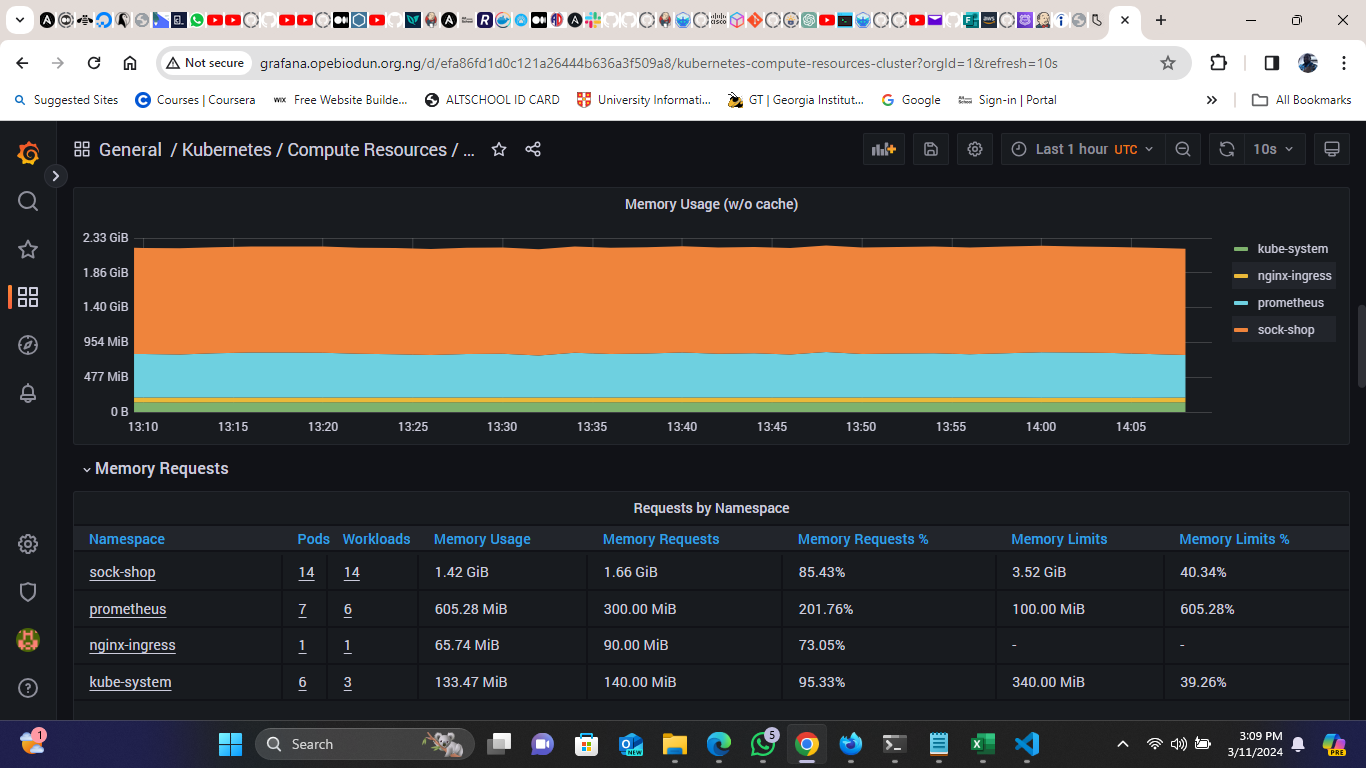 Not secure
grafana.opebiodun.org.ng/d/efa86fd1d0c121a26444b636a3f509a8/kubernetes-compute-resources-cluster?orgId=1&refresh=10s
Suggested Sites
Courses | Coursera
WIX Free Website Builde...
ALTSCHOOL ID CARD
University Informati...
GT | Georgia Institut...
Google
Sign-in | Portal
»
All Bookmarks
General / Kubernetes / Compute Resources / ...
Last 1 hour UTC
10s
Memory Usage (w/o cache)
2.33 GiB
1.86 GiB
1.40 GiB
954 MiB
477 MiB
0 B
13:10 13:15 13:20 13:25 13:30 13:35 13:40 13:45 13:50 13:55 14:00 14:05
kube-system
nginx-ingress
prometheus
sock-shop
Memory Requests
Requests by Namespace
Namespace Pods Workloads Memory Usage Memory Requests Memory Requests % Memory Limits Memory Limits %
sock-shop 14 14 1.42 GiB 1.66 GiB 85.43% 3.52 GiB 40.34%
prometheus 7 6 605.28 MiB 300.00 MiB 201.76% 100.00 MiB 605.28%
nginx-ingress 1 1 65.74 MiB 90.00 MiB 73.05% - -
kube-system 6 3 133.47 MiB 140.00 MiB 95.33% 340.00 MiB 39.26%
1
Search
NEW
5
3:09 PM
3/11/2024
PRE